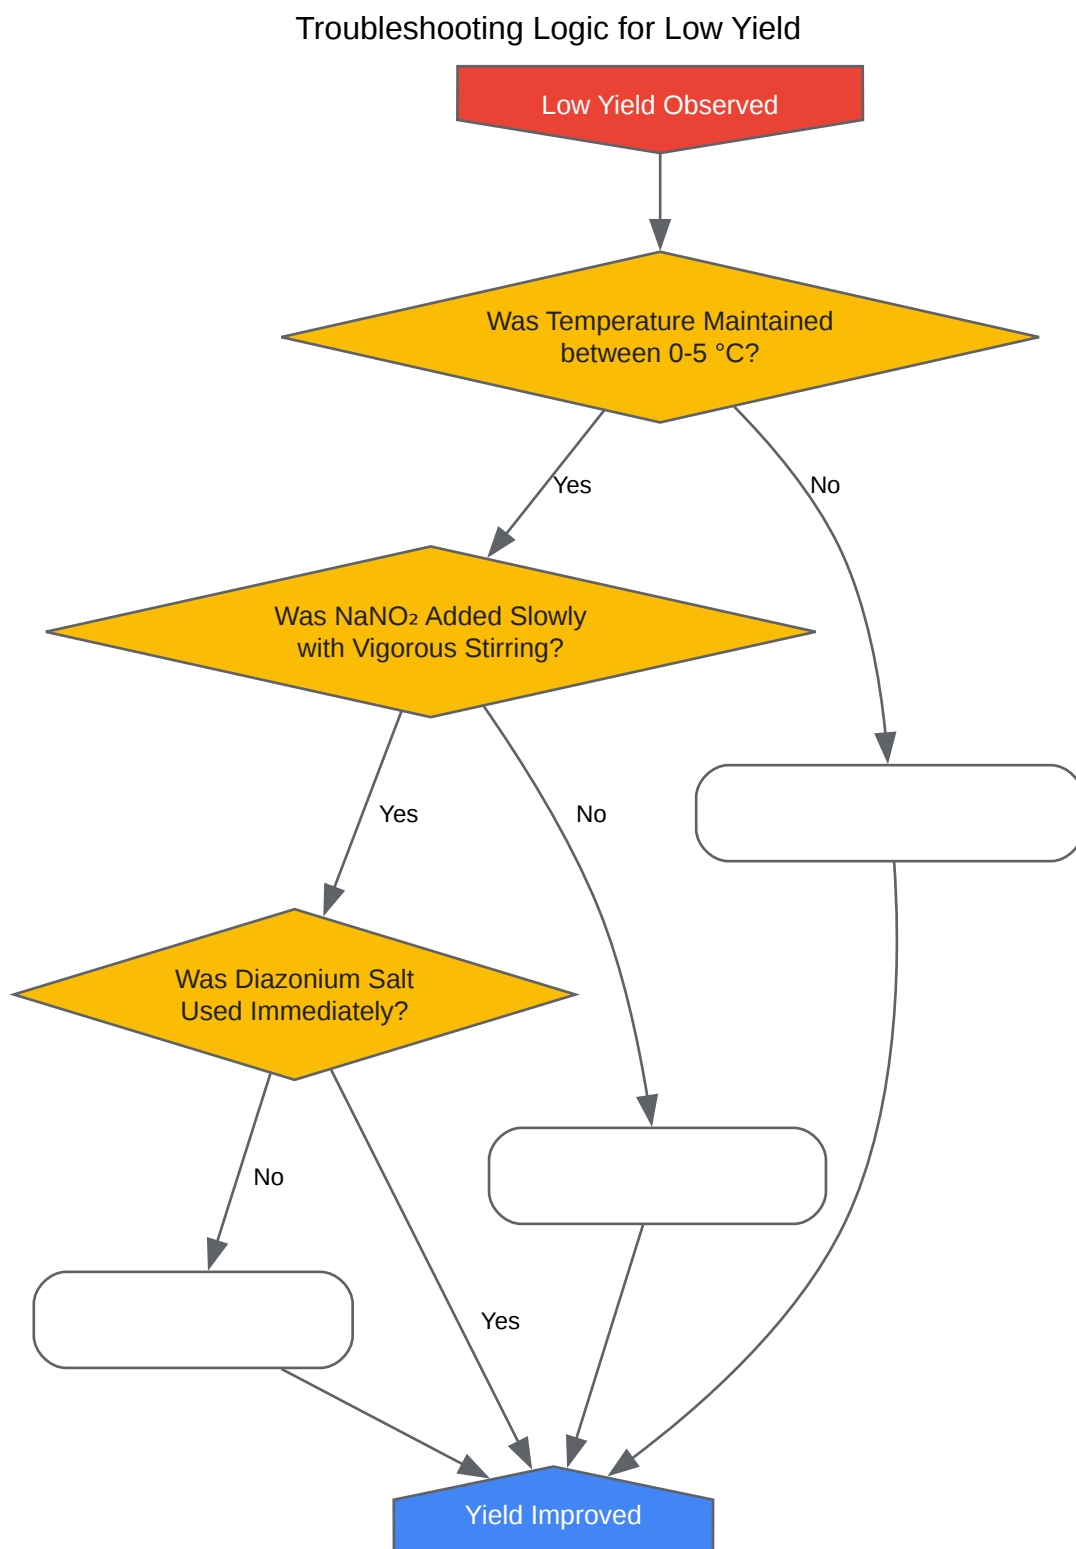 Troubleshooting Logic for Low Yield
Low Yield Observed
Was Temperature Maintained
between 0-5 °C?
Yes
No
Was NaNO₂ Added Slowly
with Vigorous Stirring?
Yes
No
Was Diazonium Salt
Used Immediately?
No
Yes
Yield Improved